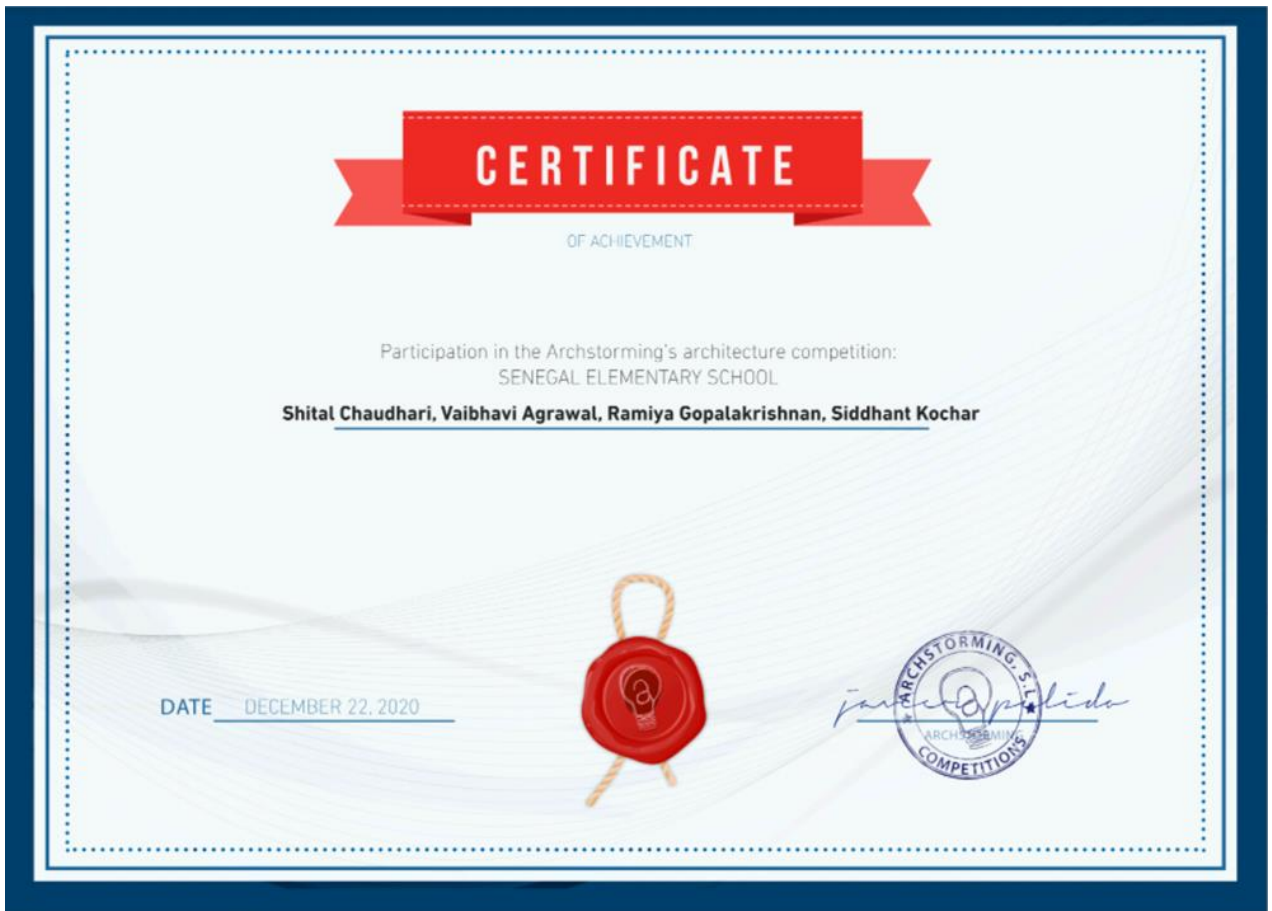 CERTIFICATE
OF ACHIEVEMENT
Participation in the Archstorming's architecture competition:
SENEGAL ELEMENTARY SCHOOL
Shital Chaudhari, Vaibhavi Agrawal, Ramiya Gopalakrishnan, Siddhant Kochar
a
DATE DECEMBER 22, 2020
ARCHSTORMING, S.L.
a
ARCHSTORMING
COMPETITIONS